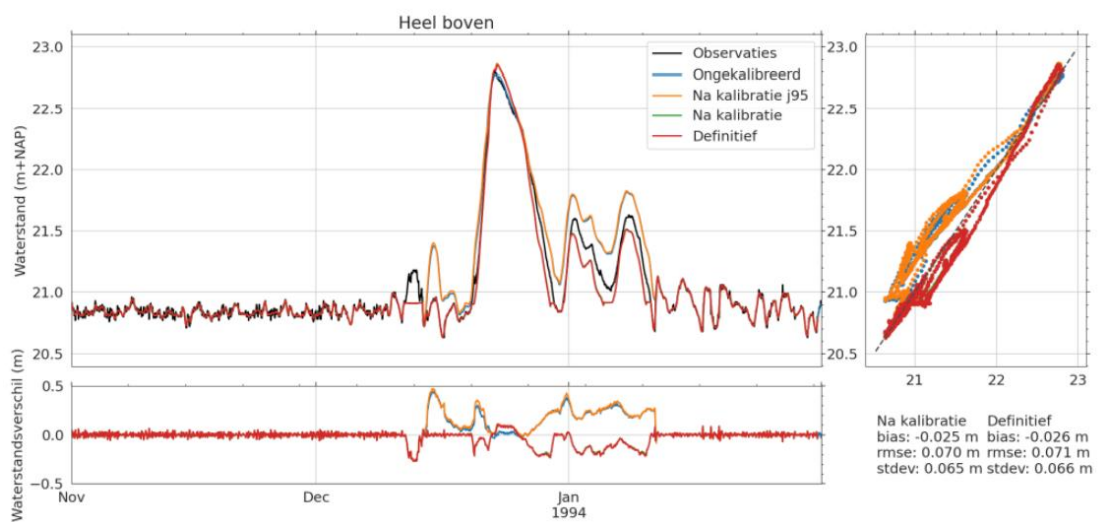 Heel boven
Waterstand (m+NAP)
23.0
22.5
22.0
21.5
21.0
20.5
Observaties
Ongekalibreerd
Na kalibratie j95
Na kalibratie
Definitief
23.0
22.5
22.0
21.5
21.0
20.5
21 22 23
Waterstandsverschil (m)
0.5
0.0
−0.5
Nov Dec Jan
1994
Na kalibratie Definitief
bias: -0.025 m bias: -0.026 m
rmse: 0.070 m rmse: 0.071 m
stdev: 0.065 m stdev: 0.066 m